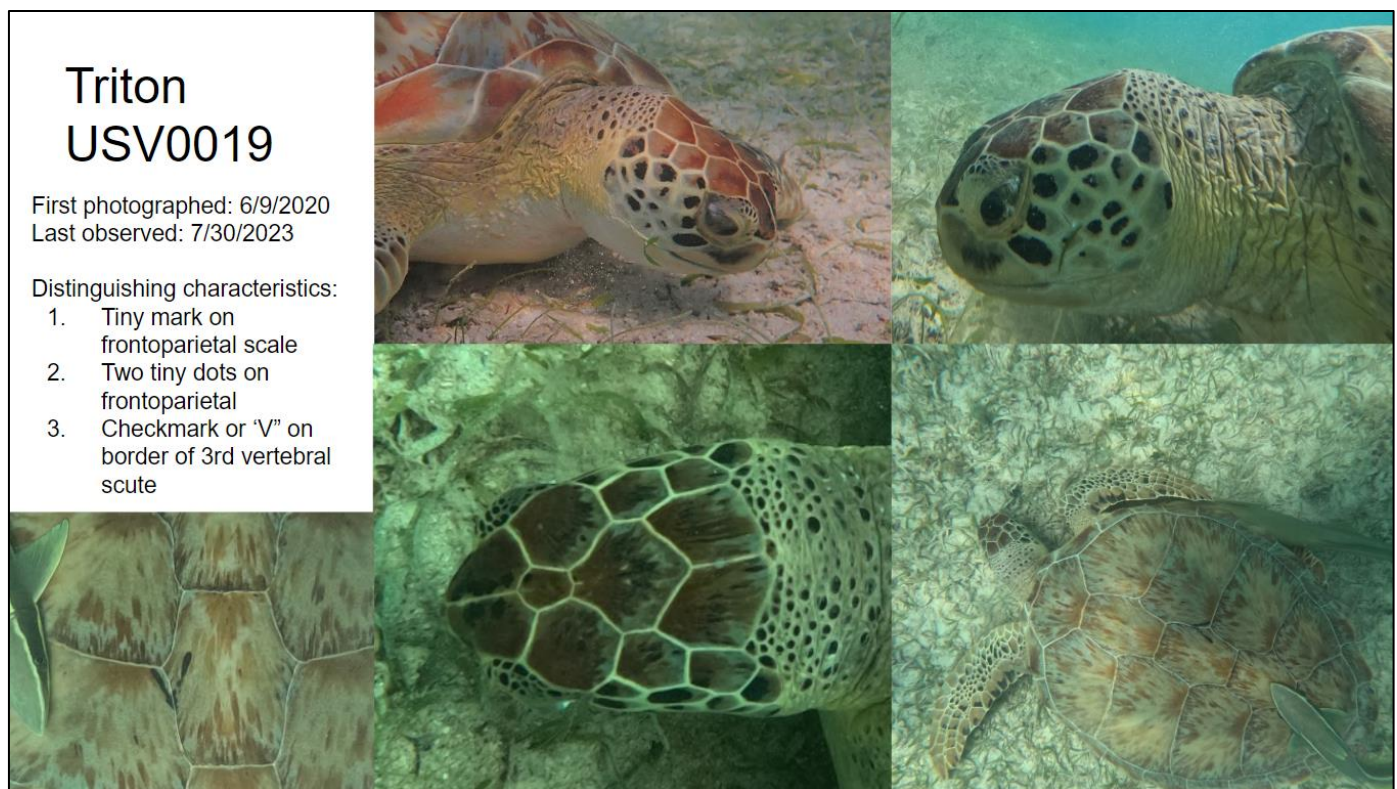 Triton
USV0019
First photographed: 6/9/2020
Last observed: 7/30/2023
Distinguishing characteristics:
1. Tiny mark on
frontoparietal scale
2. Two tiny dots on
frontoparietal
3. Checkmark or ‘V” on
border of 3rd vertebral
scute